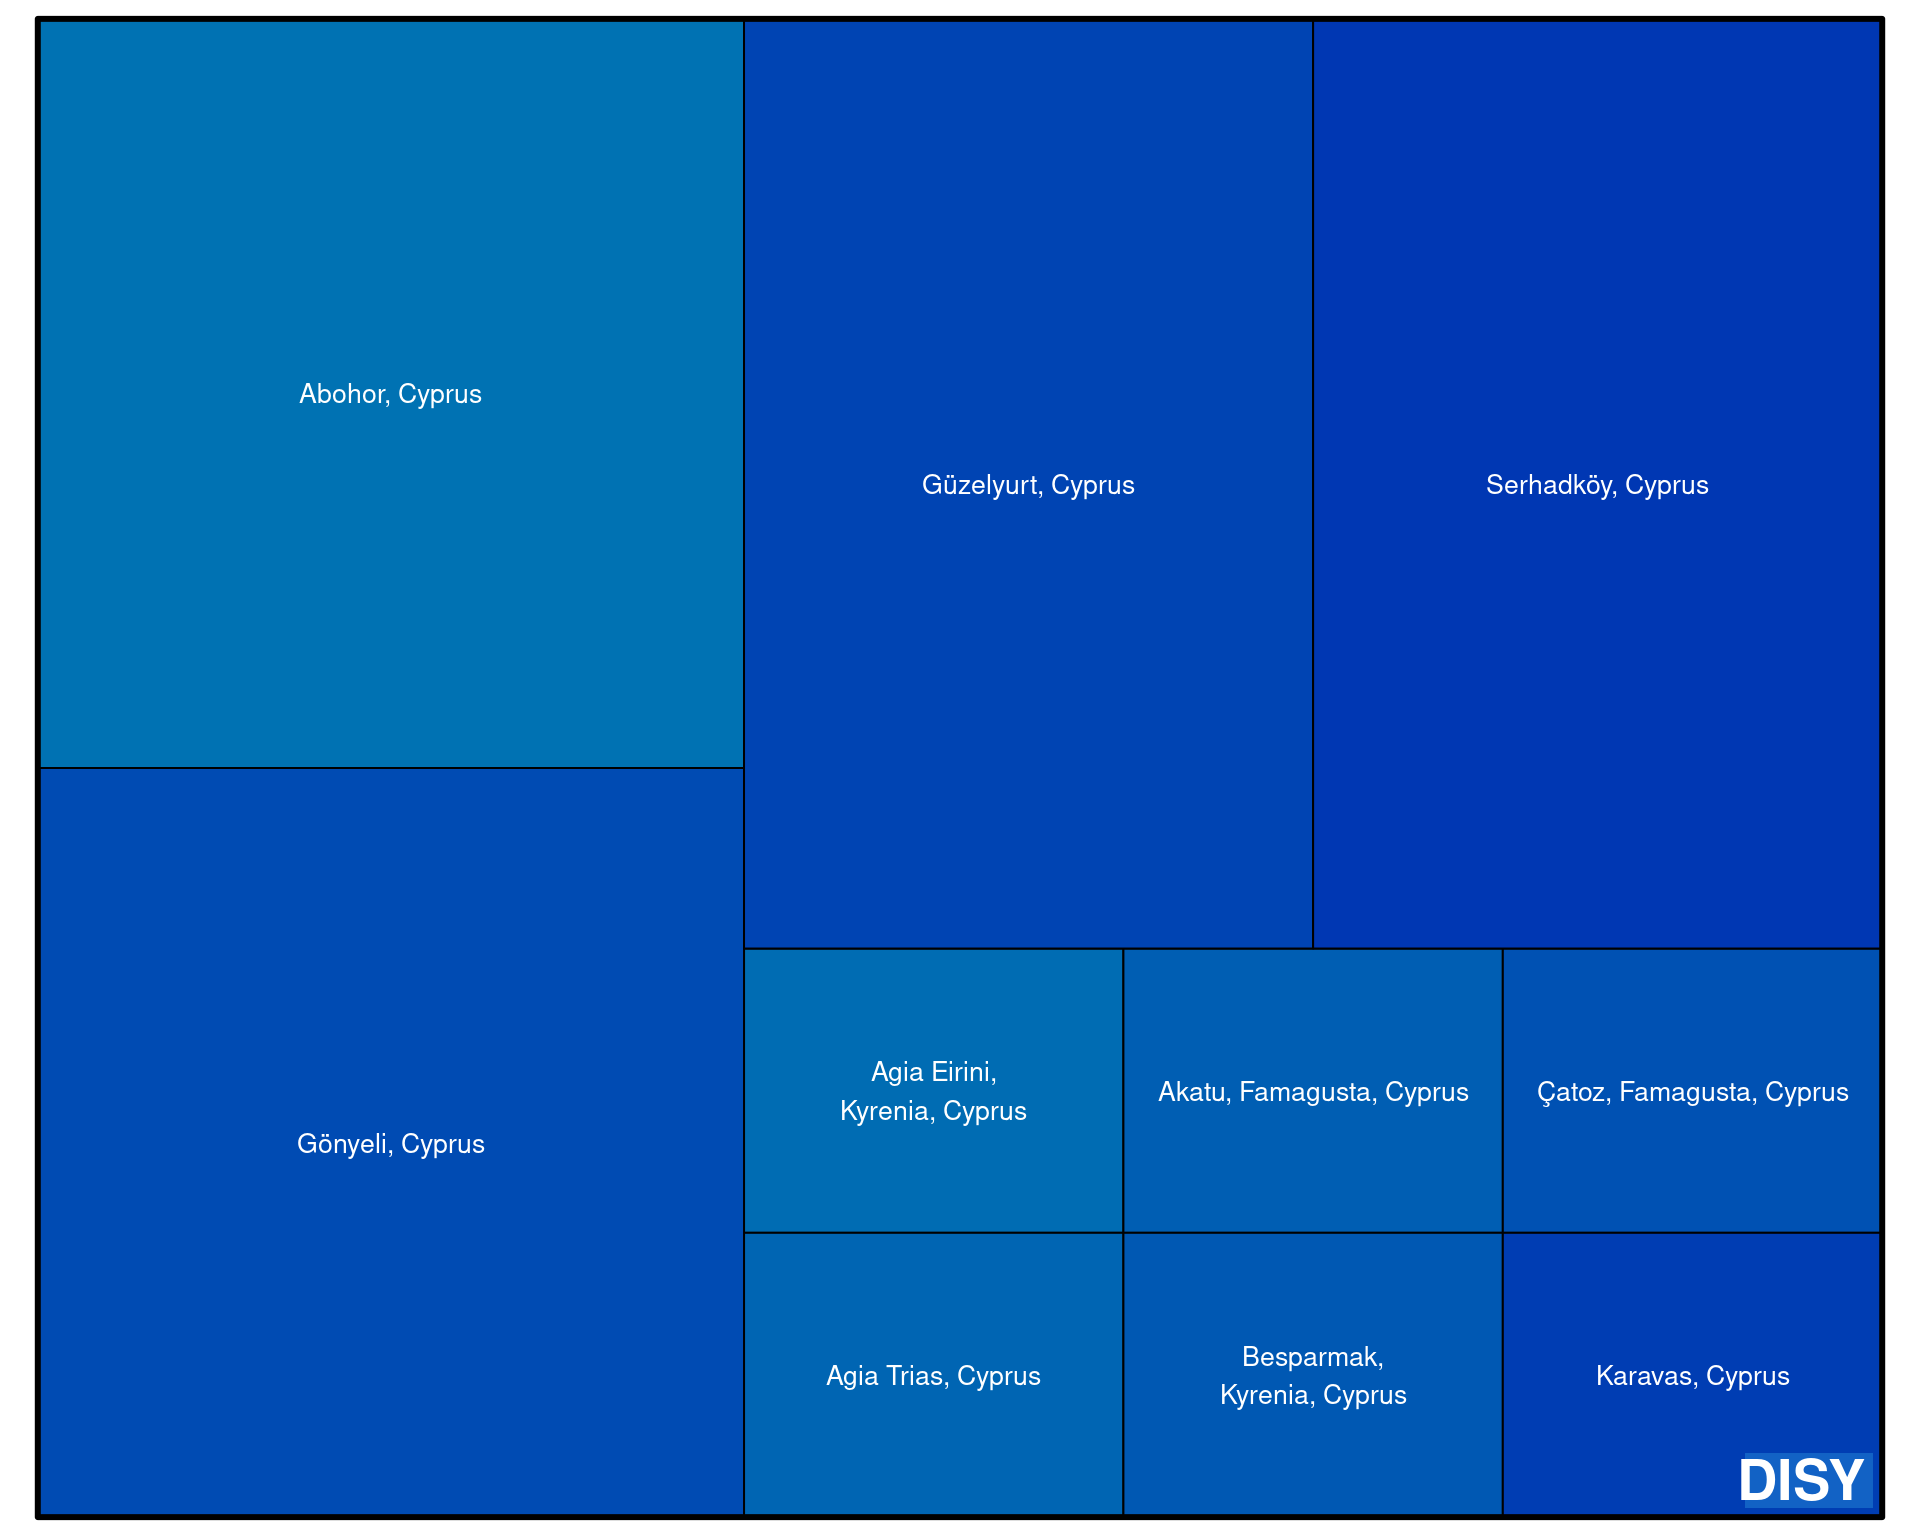 Abohor, Cyprus
Güzelyurt, Cyprus
Serhadköy, Cyprus
Gönyeli, Cyprus
Agia Eirini,
Kyrenia, Cyprus
Akatu, Famagusta, Cyprus
Çatoz, Famagusta, Cyprus
Agia Trias, Cyprus
Besparmak,
Kyrenia, Cyprus
Karavas, Cyprus
DISY